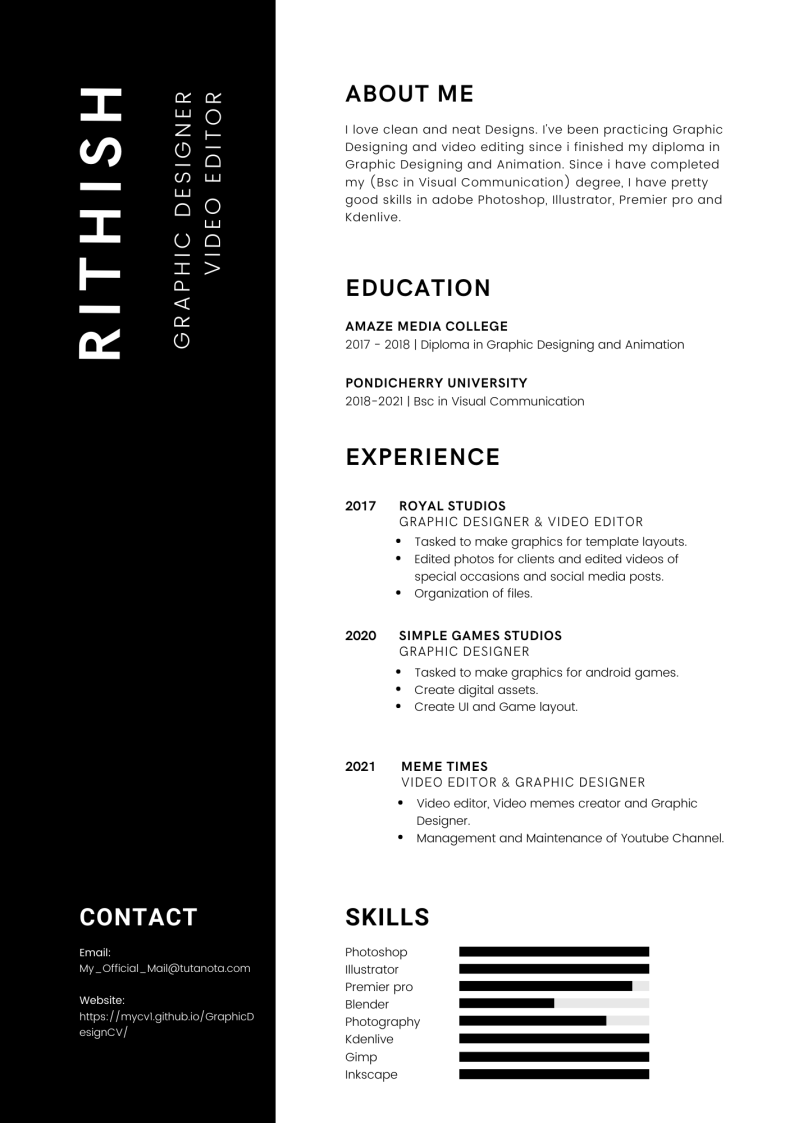 RITHISH
GRAPHIC DESIGNER
VIDEO EDITOR
ABOUT ME
I love clean and neat Designs. I've been practicing Graphic
Designing and video editing since i finished my diploma in
Graphic Designing and Animation. Since i have completed
my (Bsc in Visual Communication) degree, I have pretty
good skills in adobe Photoshop, Illustrator, Premier pro and
Kdenlive.
EDUCATION
AMAZE MEDIA COLLEGE
2017 - 2018 | Diploma in Graphic Designing and Animation
PONDICHERRY UNIVERSITY
2018-2021 | Bsc in Visual Communication
EXPERIENCE
2017 ROYAL STUDIOS
GRAPHIC DESIGNER & VIDEO EDITOR
• Tasked to make graphics for template layouts.
• Edited photos for clients and edited videos of
special occasions and social media posts.
• Organization of files.
2020 SIMPLE GAMES STUDIOS
GRAPHIC DESIGNER
• Tasked to make graphics for android games.
• Create digital assets.
• Create UI and Game layout.
2021 MEME TIMES
VIDEO EDITOR & GRAPHIC DESIGNER
• Video editor, Video memes creator and Graphic
Designer.
• Management and Maintenance of Youtube Channel.
CONTACT
Email:
My_Official_Mail@tutanota.com
Website:
https://mycv1.github.io/GraphicD
esignCV/
SKILLS
Photoshop
Illustrator
Premier pro
Blender
Photography
Kdenlive
Gimp
Inkscape